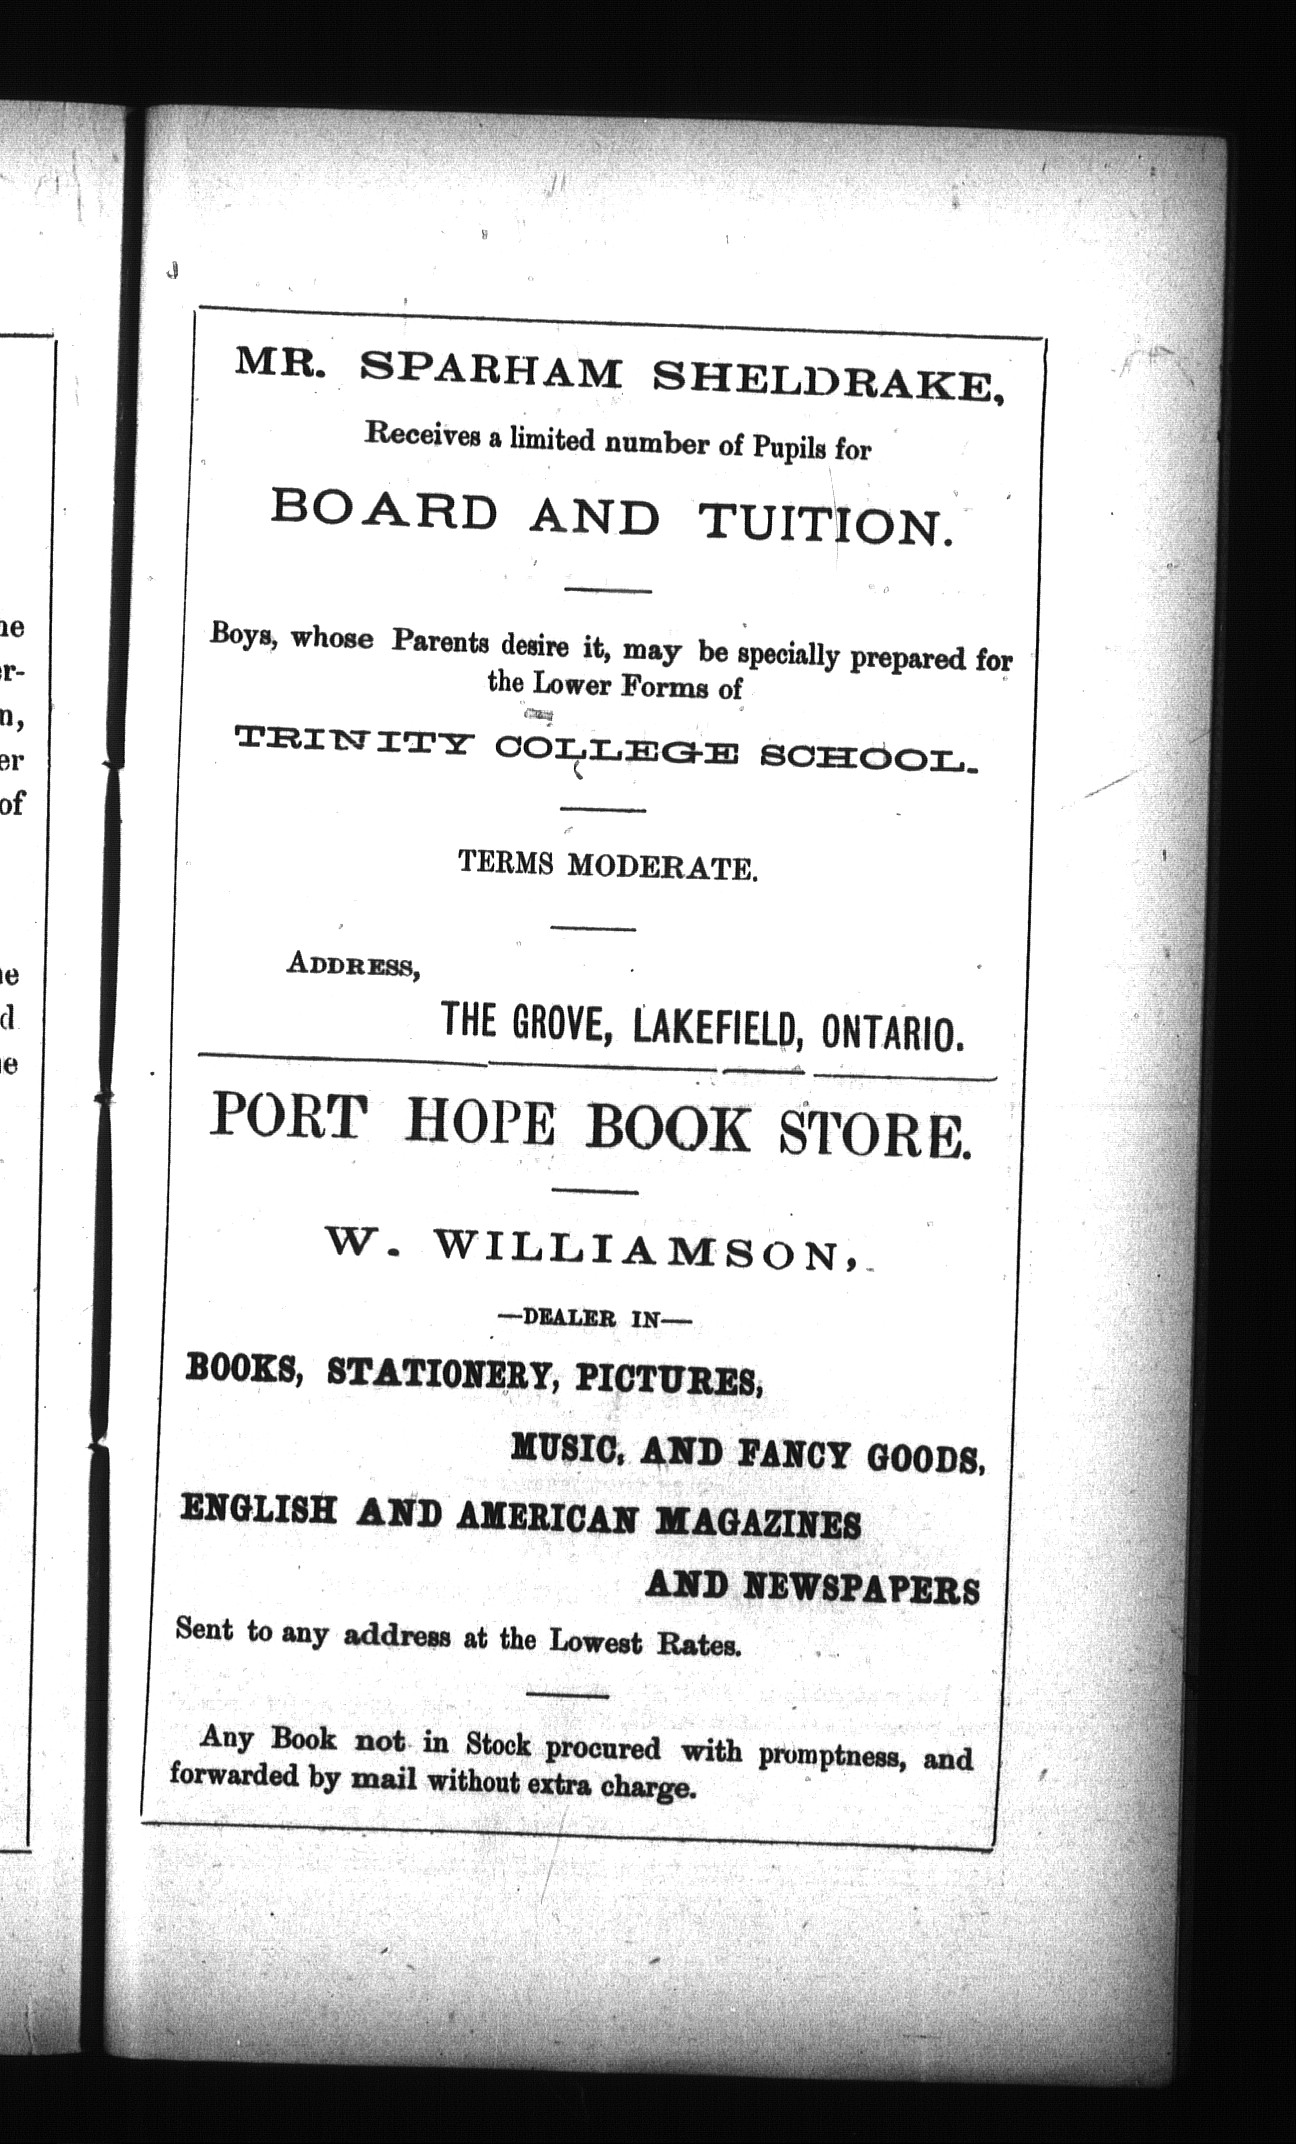 MR. SPARHAM SHELDRAKE,
Receives a limited number of Pupils for
BOARD AND TUITION.
Boys, whose Parents desire it, may be specially prepared for
the Lower Forms of
TRINITY COLLEGE SCHOOL.
TERMS MODERATE.
ADDRESS,
THE GROVE, LAKEFIELD, ONTARIO.
PORT HOPE BOOK STORE.
W. WILLIAMSON,
—DEALER IN—
BOOKS, STATIONERY, PICTURES,
MUSIC, AND FANCY GOODS,
ENGLISH AND AMERICAN MAGAZINES
AND NEWSPAPERS
Sent to any address at the Lowest Rates.
Any Book not in Stock procured with promptness, and
forwarded by mail without extra charge.